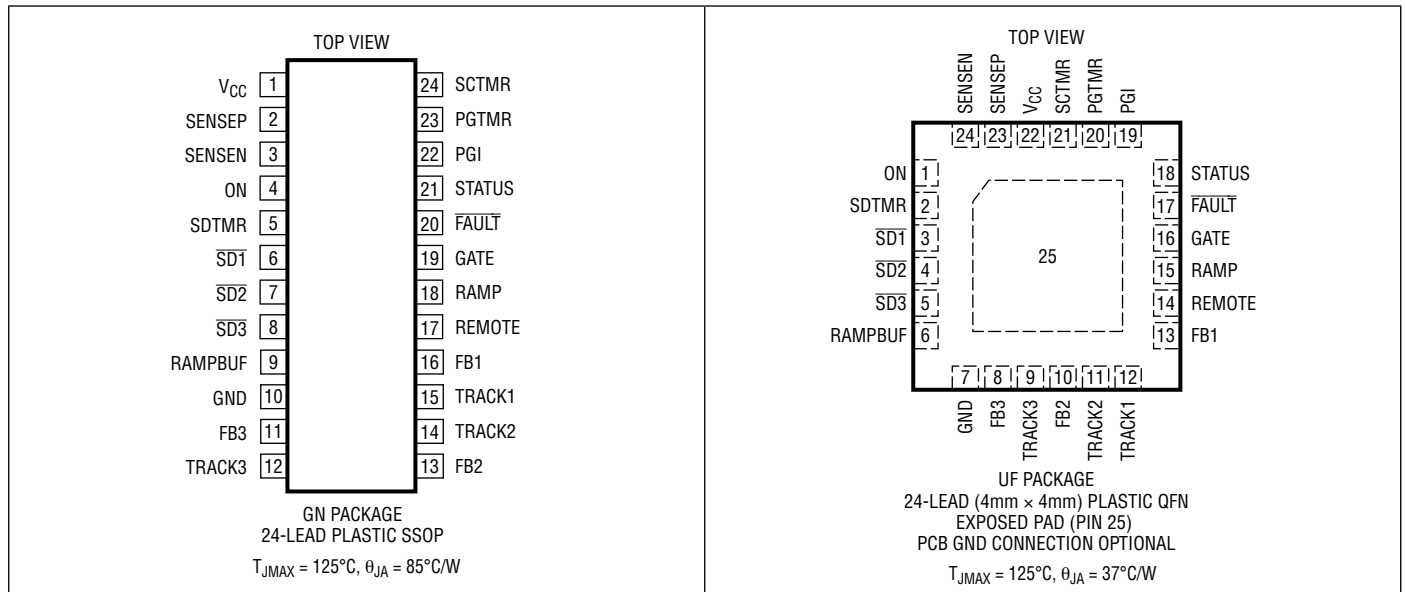 TOP VIEW
VCC 1
SENSEP 2
SENSEN 3
ON 4
SDTMR 5
SD1 6
SD2 7
SD3 8
RAMPBUF 9
GND 10
FB3 11
TRACK3 12
24 SCTMR
23 PGTMR
22 PGI
21 STATUS
20 FAULT
19 GATE
18 RAMP
17 REMOTE
16 FB1
15 TRACK1
14 TRACK2
13 FB2
GN PACKAGE
24-LEAD PLASTIC SSOP
TJMAX = 125°C, θJA = 85°C/W
TOP VIEW
SENSEN
SENSEP
VCC
SCTMR
PGTMR
PGI
24 23 22 21 20 19
ON 1
SDTMR 2
SD1 3
SD2 4
SD3 5
RAMPBUF 6
25
18 STATUS
17 FAULT
16 GATE
15 RAMP
14 REMOTE
13 FB1
7 8 9 10 11 12
GND
FB3
TRACK3
FB2
TRACK2
TRACK1
UF PACKAGE
24-LEAD (4mm × 4mm) PLASTIC QFN
EXPOSED PAD (PIN 25)
PCB GND CONNECTION OPTIONAL
TJMAX = 125°C, θJA = 37°C/W